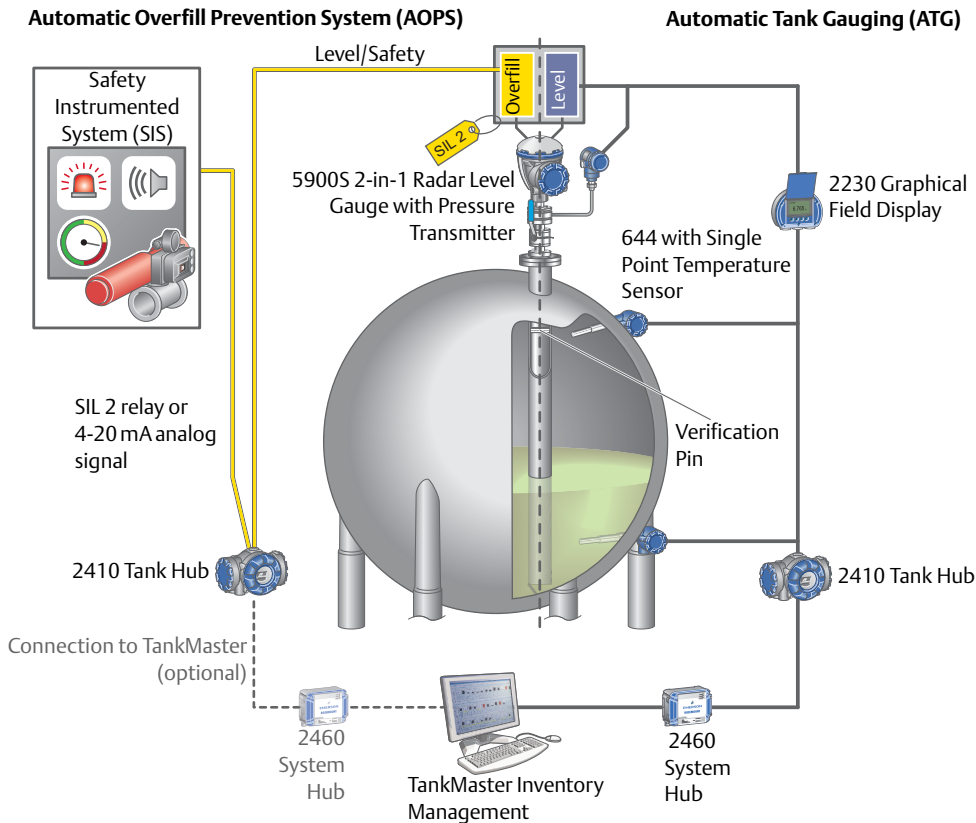 Automatic Overfill Prevention System (AOPS)
Automatic Tank Gauging (ATG)
Level/Safety
Safety
Instrumented
System (SIS)
Overfill
Level
SIL 2
5900S 2-in-1 Radar Level
Gauge with Pressure
Transmitter
2230 Graphical
Field Display
644 with Single
Point Temperature
Sensor
SIL 2 relay or
4-20 mA analog
signal
Verification
Pin
2410 Tank Hub
2410 Tank Hub
Connection to TankMaster
(optional)
2460
System
Hub
TankMaster Inventory
Management
2460
System
Hub